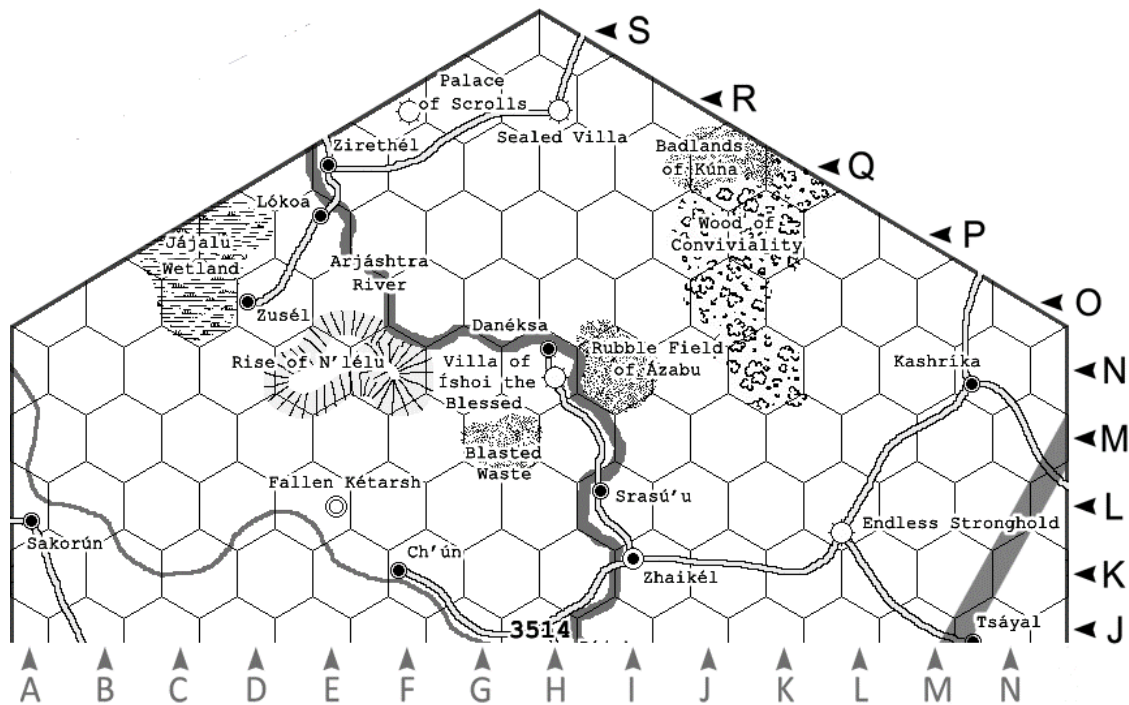 S
Palace
of Scrolls
R
Sealed Villa
Zirethél
Badlands
of Kúna
Q
Lókoa
Wood of
Conviviality
P
Jájalu
Wetland
Arjáshtra
River
O
Zusél
Danéksa
Rise of N'lélu
Villa of
Íshoi the
Blessed
Rubble Field
of Ázabu
Kashríka
N
M
Blasted
Waste
Fallen Kétarsh
Srasú'u
L
Endless Stronghold
Sakorún
Ch'ún
Zhaikél
K
3514
Tsáyal
J
A B C D E F G H I J K L M N